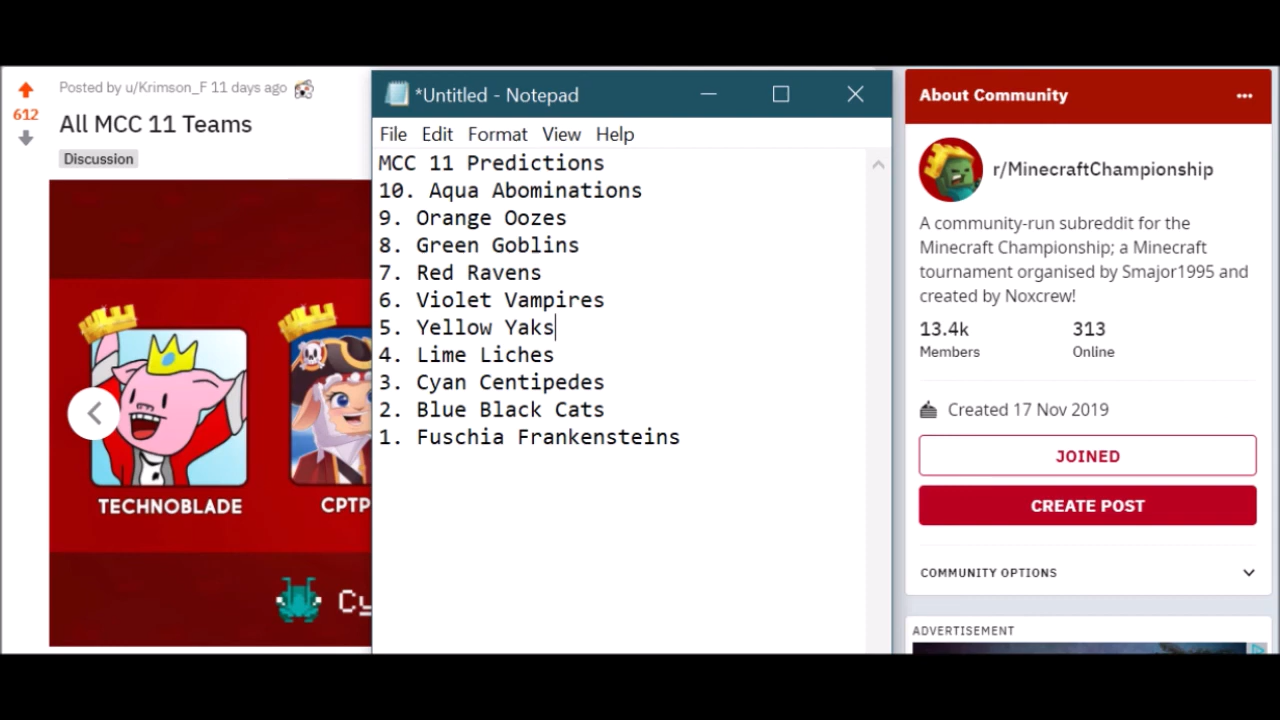 Posted by u/Krimson_F 11 days ago
612
All MCC 11 Teams
Discussion
TECHNOBLADE
CPTP
Cy
*Untitled - Notepad
File Edit Format View Help
MCC 11 Predictions
10. Aqua Abominations
9. Orange Oozes
8. Green Goblins
7. Red Ravens
6. Violet Vampires
5. Yellow Yaks
4. Lime Liches
3. Cyan Centipedes
2. Blue Black Cats
1. Fuschia Frankensteins
About Community
r/MinecraftChampionship
A community-run subreddit for the
Minecraft Championship; a Minecraft
tournament organised by Smajor1995 and
created by Noxcrew!
13.4k 313
Members Online
Created 17 Nov 2019
JOINED
CREATE POST
COMMUNITY OPTIONS
ADVERTISEMENT